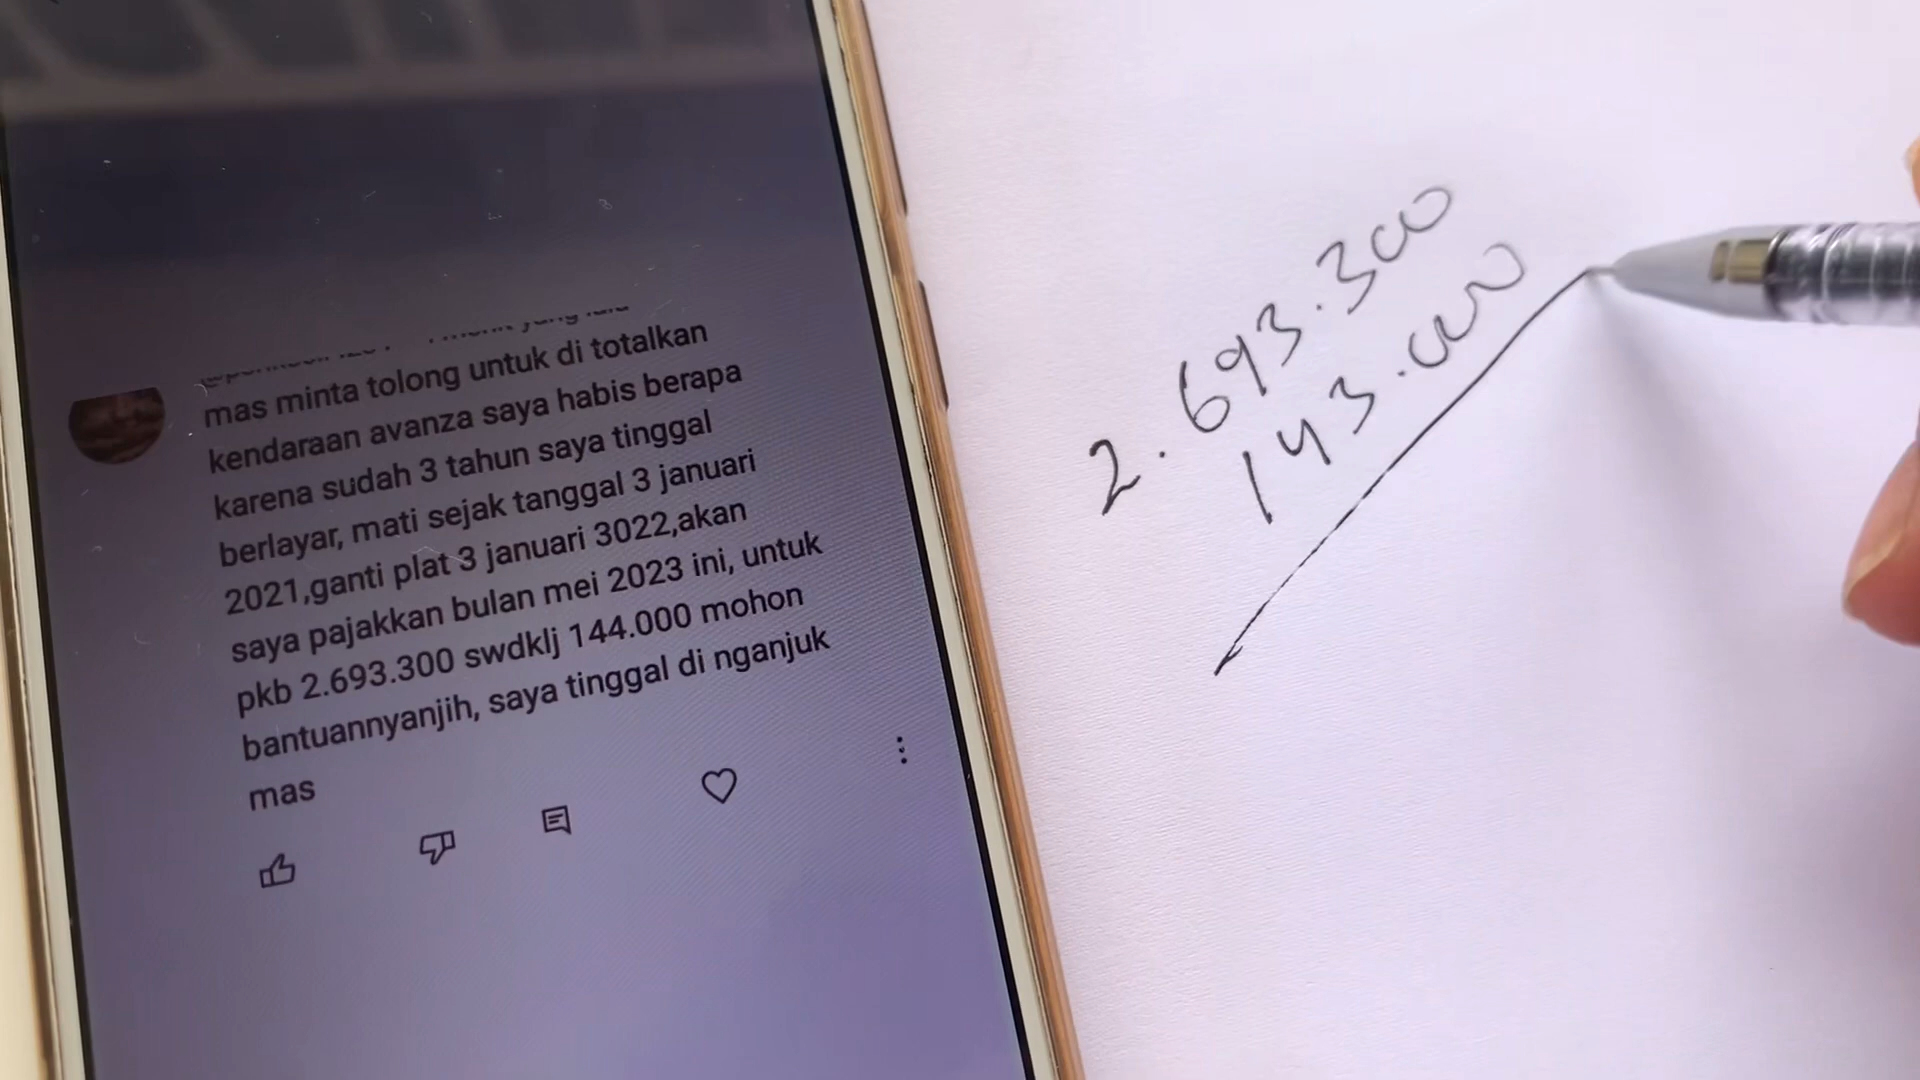 mas minta tolong untuk di totalkan
kendaraan avanza saya habis berapa
karena sudah 3 tahun saya tinggal
berlayar, mati sejak tanggal 3 januari
2021,ganti plat 3 januari 3022,akan
saya pajakkan bulan mei 2023 ini, untuk
pkb 2.693.300 swdklj 144.000 mohon
bantuannyanjih, saya tinggal di nganjuk
mas
2.693.300
143.000